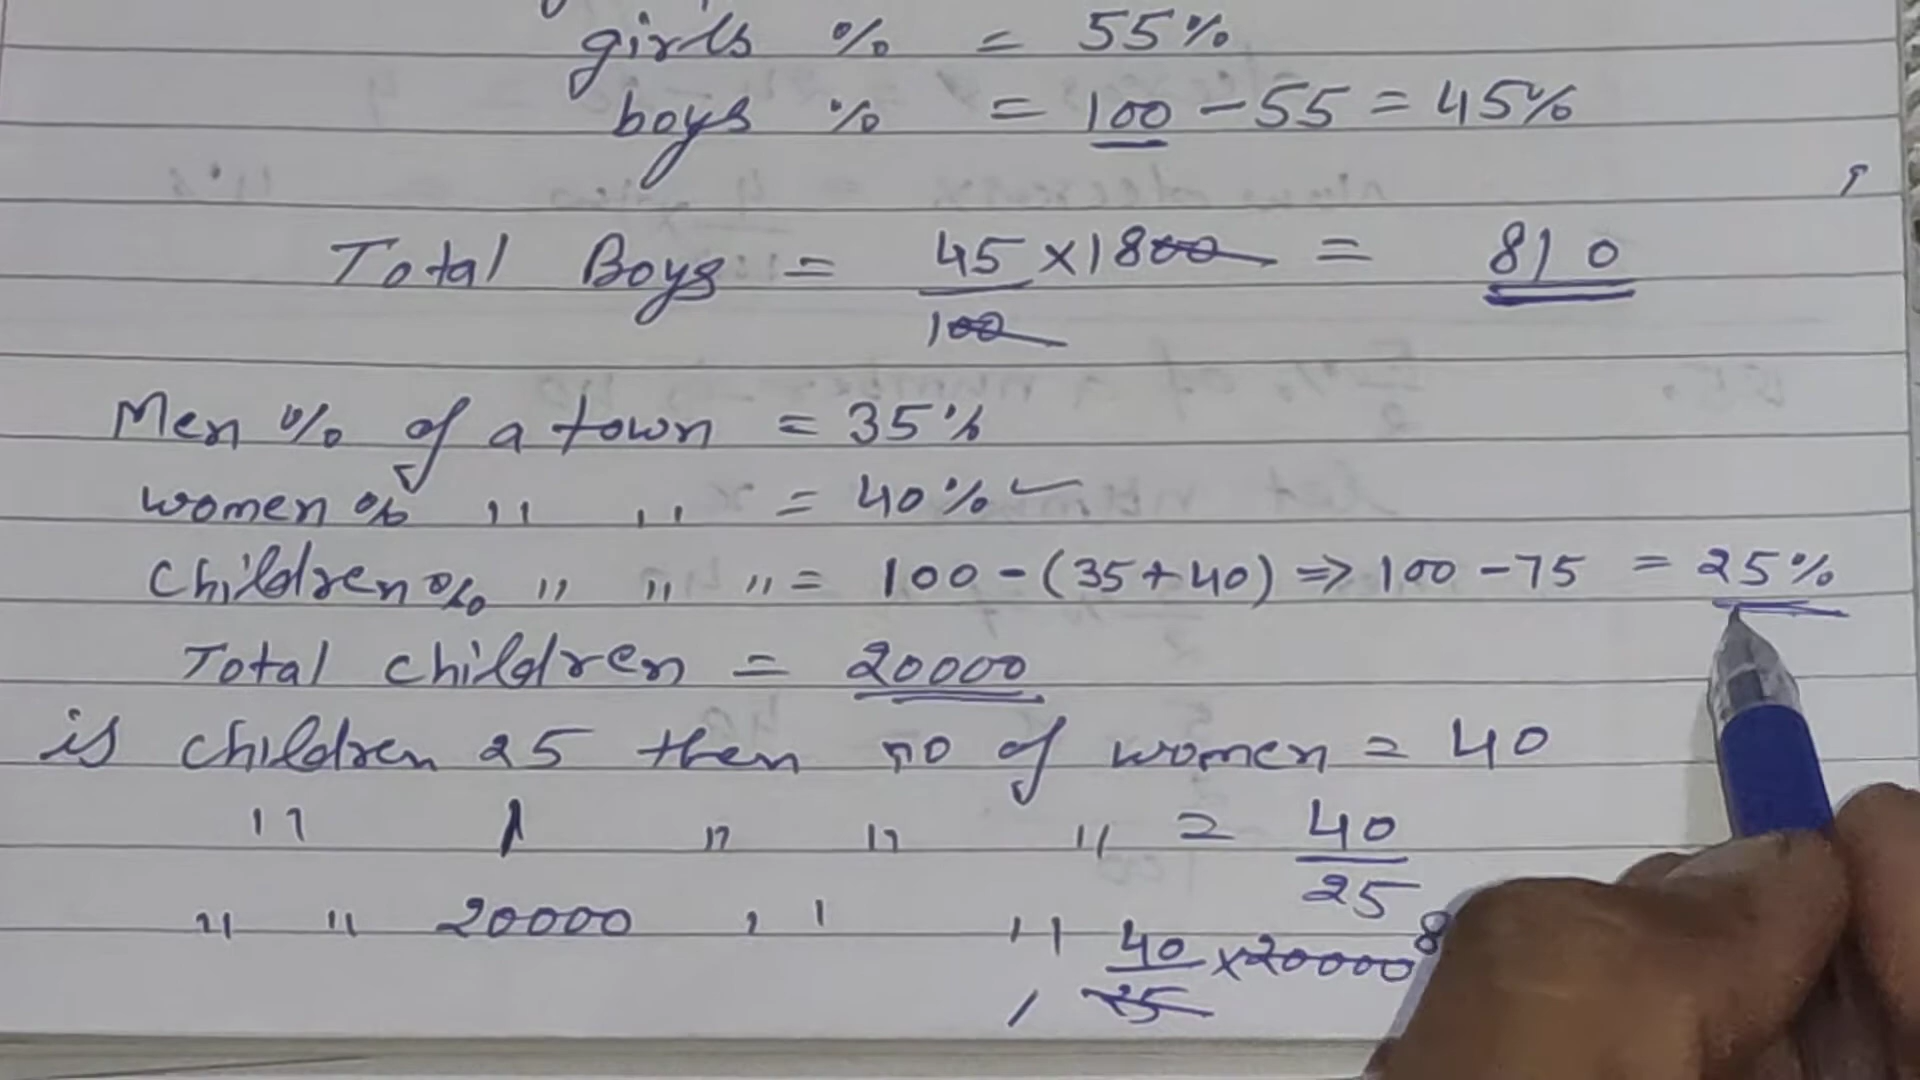 girls % = 55%
boys % = 100 - 55 = 45%
Total Boys = 45 x 1800 = 810
100
Men % of a town = 35%
women % " " = 40% ✓
Children % " " " = 100 - (35 + 40) ⇒ 100 - 75 = 25%
Total children = 20000
is children 25 then no of women = 40
" 1 " " " = 40
25
" " 20000 " " 40 x 20000 8
25